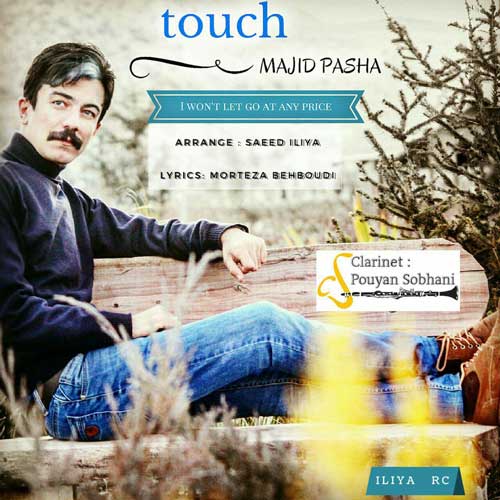 touch
MAJID PASHA
I WON'T LET GO AT ANY PRICE
ARRANGE : SAEED ILIYA
LYRICS: MORTEZA BEHBOUDI
Clarinet :
Pouyan Sobhani
ILIYA RC